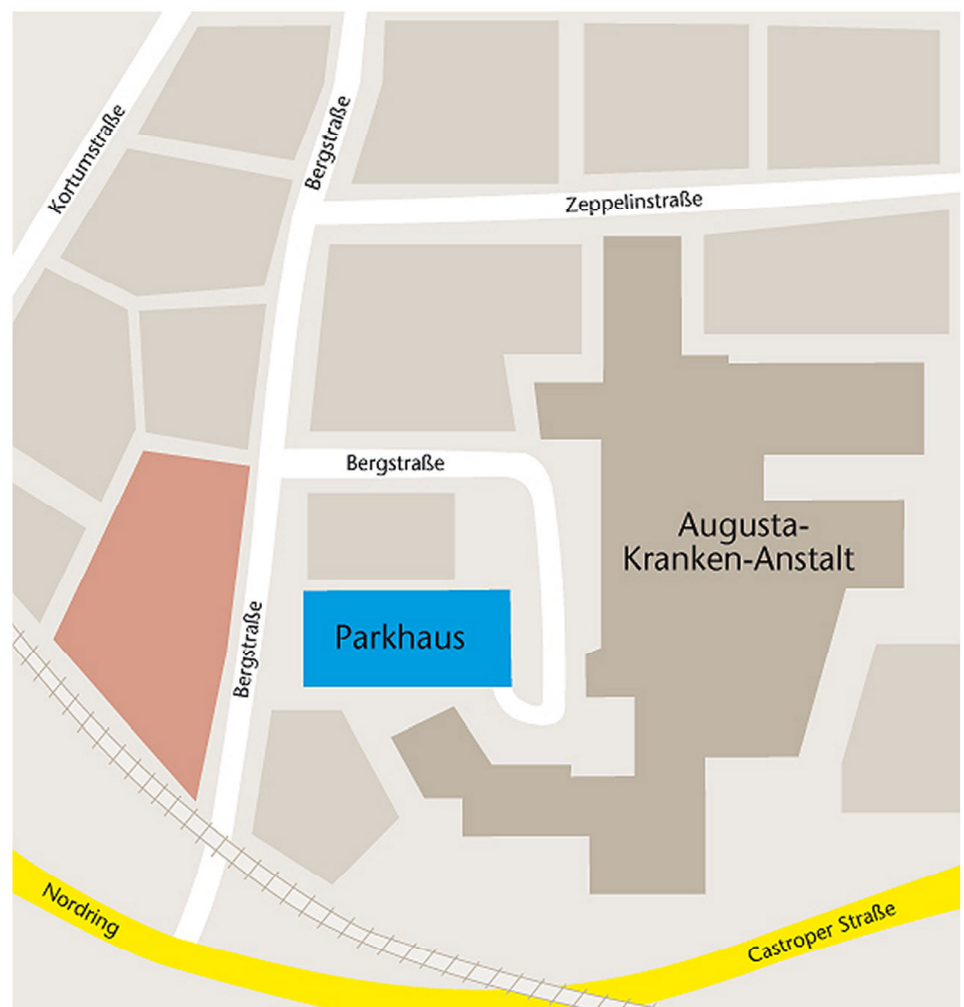 Kortumstraße
Bergstraße
Zeppelinstraße
Bergstraße
Augusta-
Kranken-Anstalt
Parkhaus
Bergstraße
Nordring
Castroper Straße